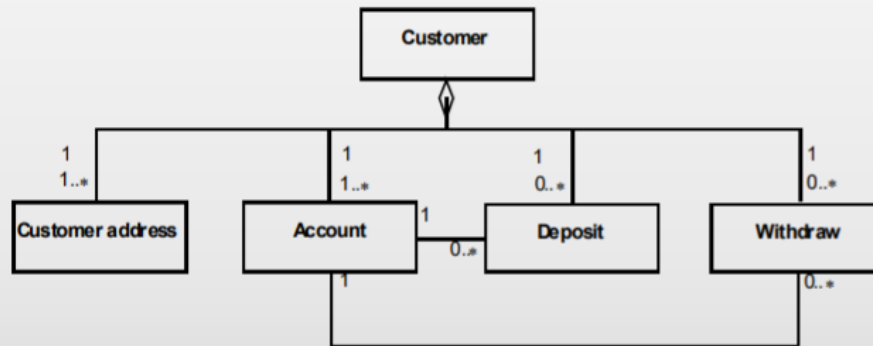 Customer
1 1 1 1
1..* 1..* 0..* 0..*
Customer address Account 1 Deposit Withdraw
0..*
1 0..*